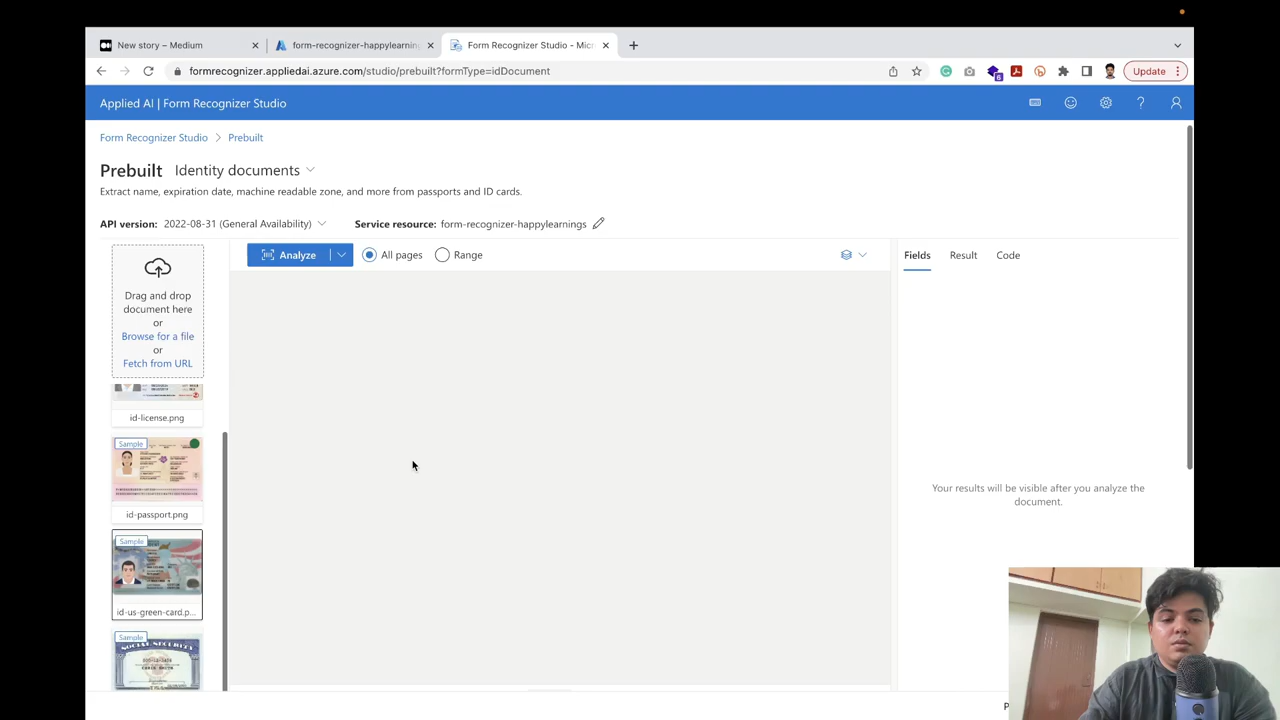 New story – Medium
form-recognizer-happylearnin
Form Recognizer Studio - Micr
formrecognizer.appliedai.azure.com/studio/prebuilt?formType=idDocument
6
Update
Applied AI | Form Recognizer Studio
Form Recognizer Studio > Prebuilt
Prebuilt Identity documents
Extract name, expiration date, machine readable zone, and more from passports and ID cards.
API version: 2022-08-31 (General Availability) Service resource: form-recognizer-happylearnings
Drag and drop
document here
or
Browse for a file
or
Fetch from URL
id-license.png
Sample
id-passport.png
Sample
id-us-green-card.p...
Sample
SOCIAL SECURITY
Analyze All pages Range
Fields Result Code
Your results will be visible after you analyze the
document.
P